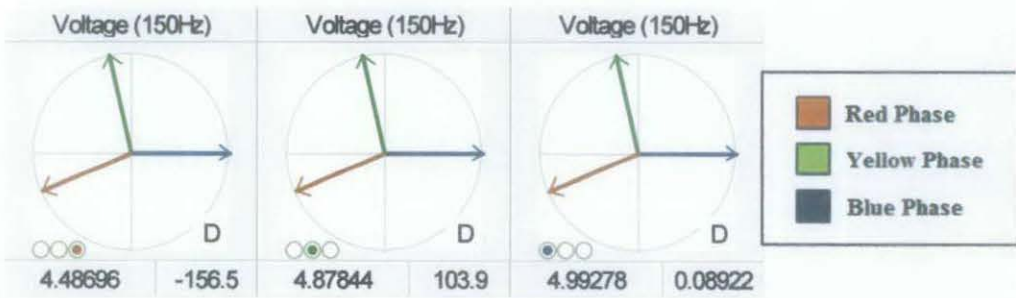 Voltage (150Hz) Voltage (150Hz) Voltage (150Hz)
D D D
4.48696 -156.5 4.87844 103.9 4.99278 0.08922
Red Phase
Yellow Phase
Blue Phase